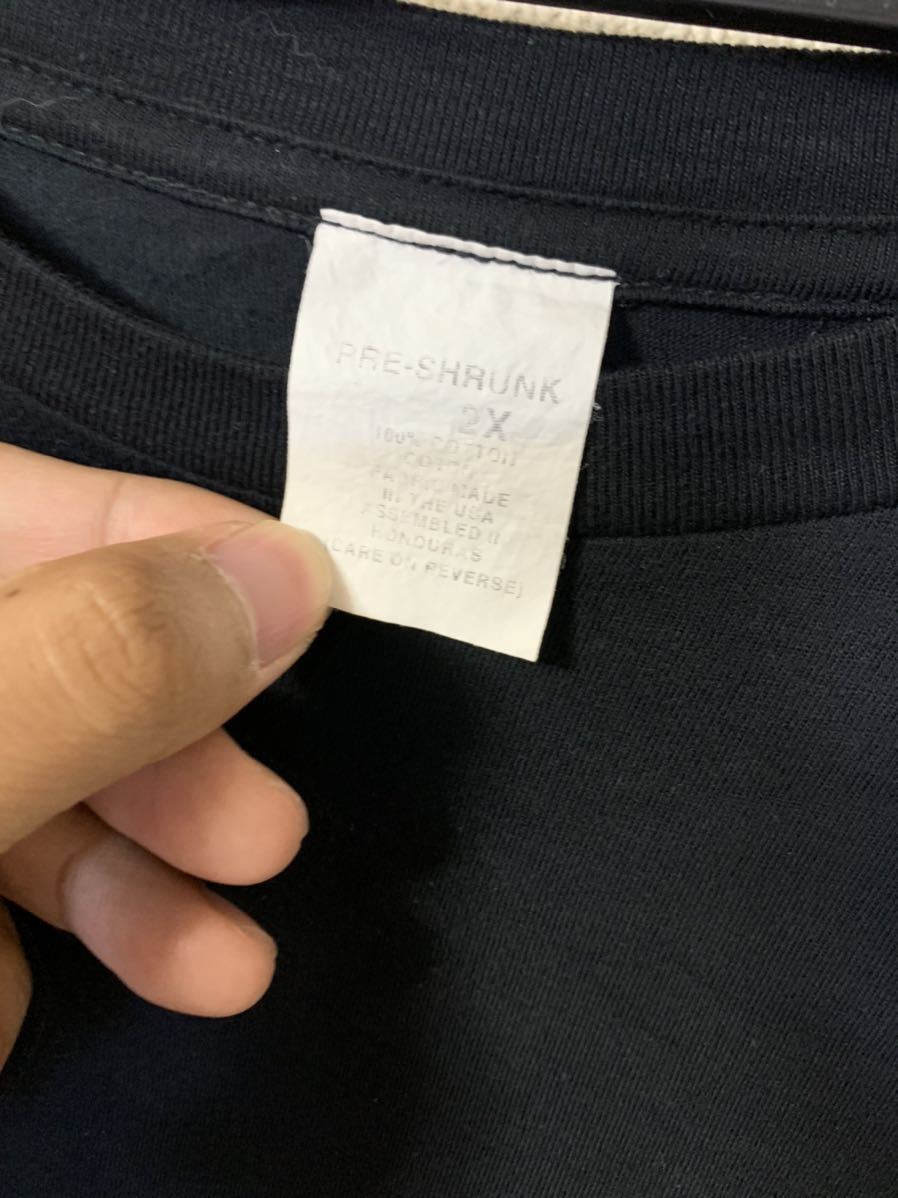 PRE-SHRUNK
2X
100% COTTON
FABRIC MADE
IN THE USA
ASSEMBLED IN
HONDURAS
(CARE ON REVERSE)